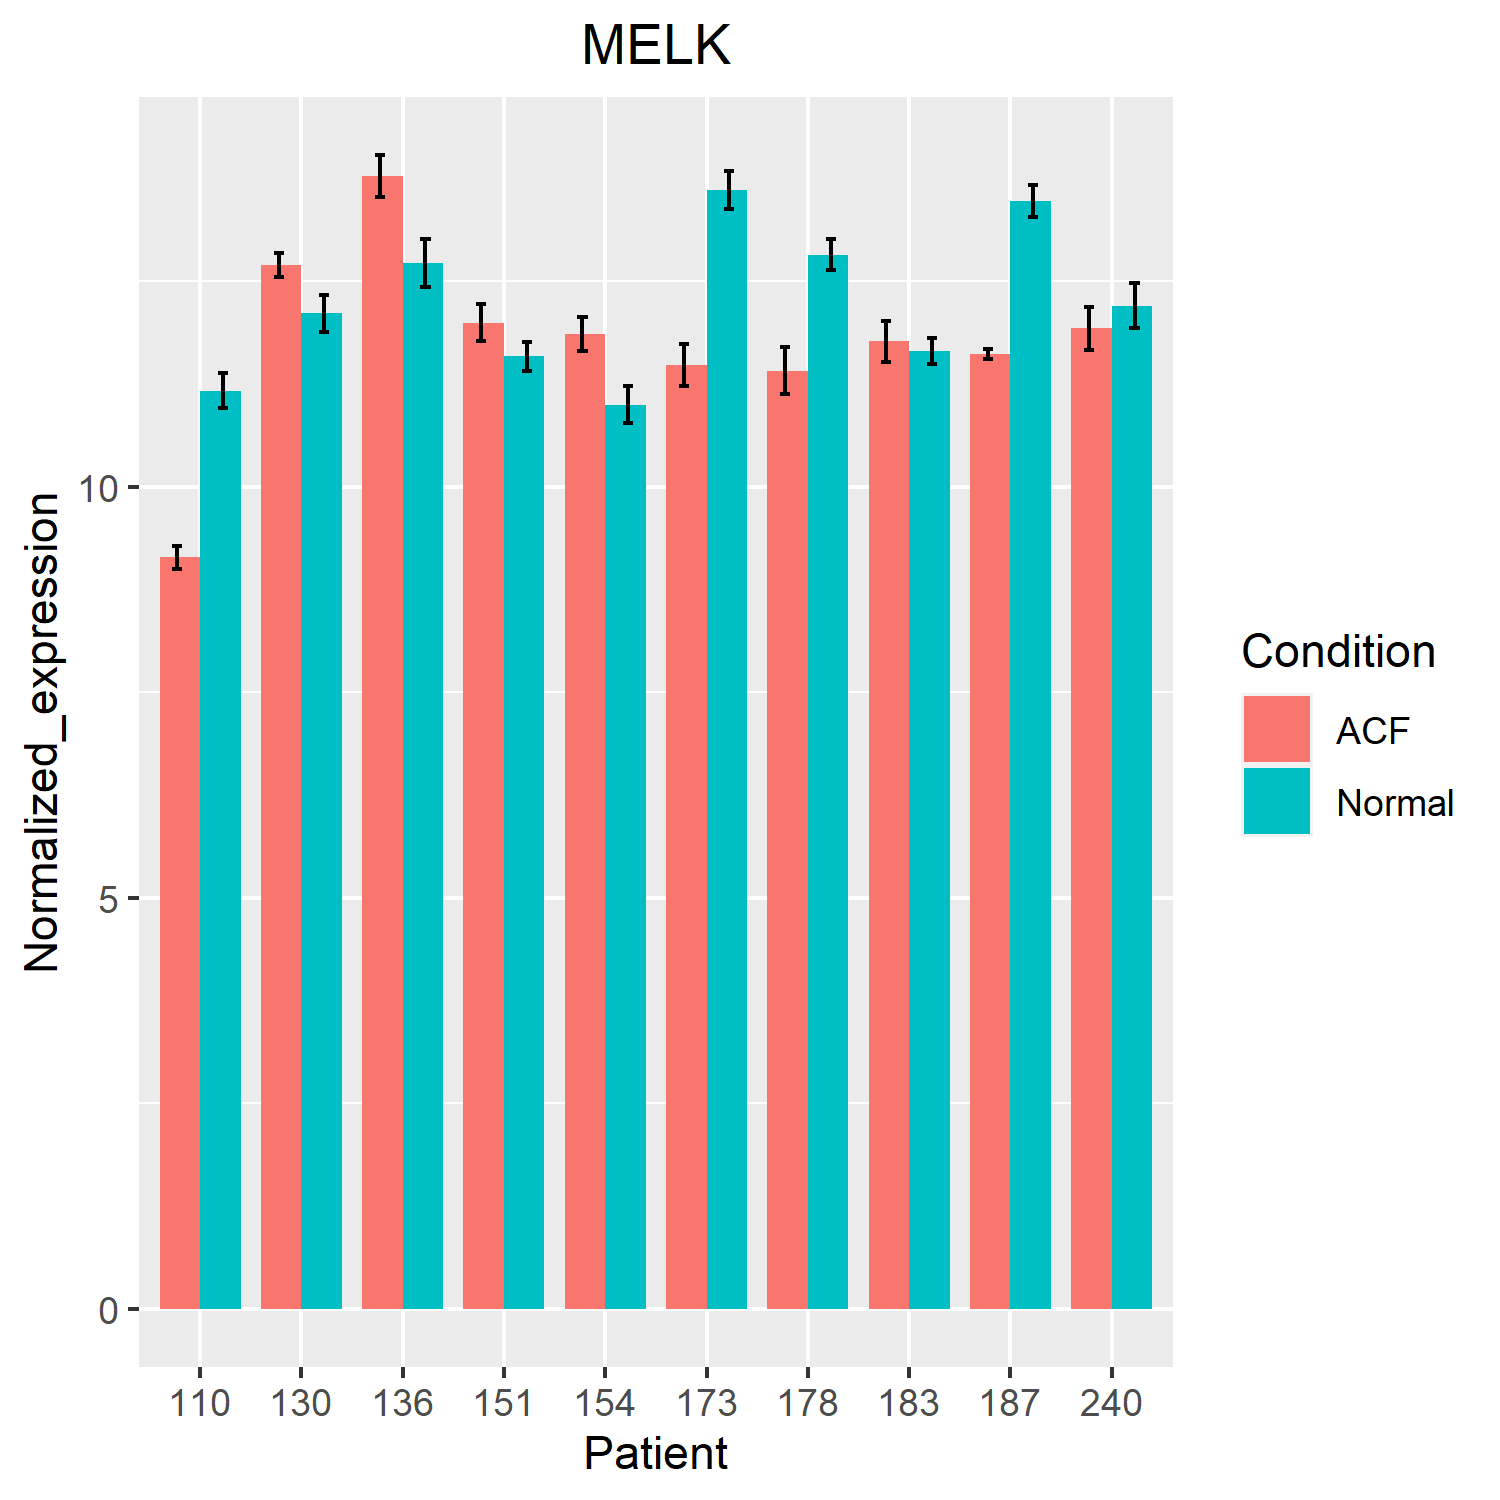 MELK
Normalized_expression
10
5
0
110 130 136 151 154 173 178 183 187 240
Patient
Condition
ACF
Normal